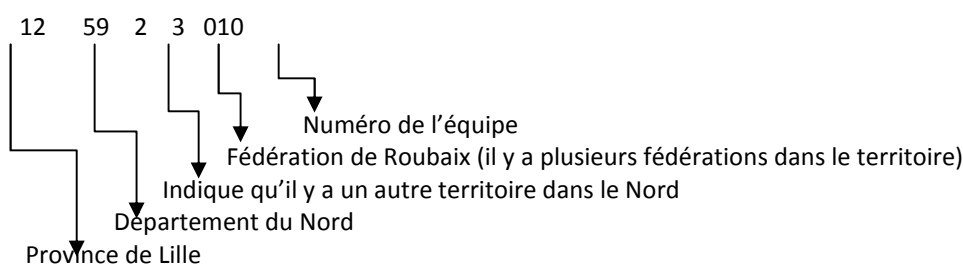 12 59 2 3 010
Numéro de l’équipe
Fédération de Roubaix (il y a plusieurs fédérations dans le territoire)
Indique qu’il y a un autre territoire dans le Nord
Département du Nord
Province de Lille